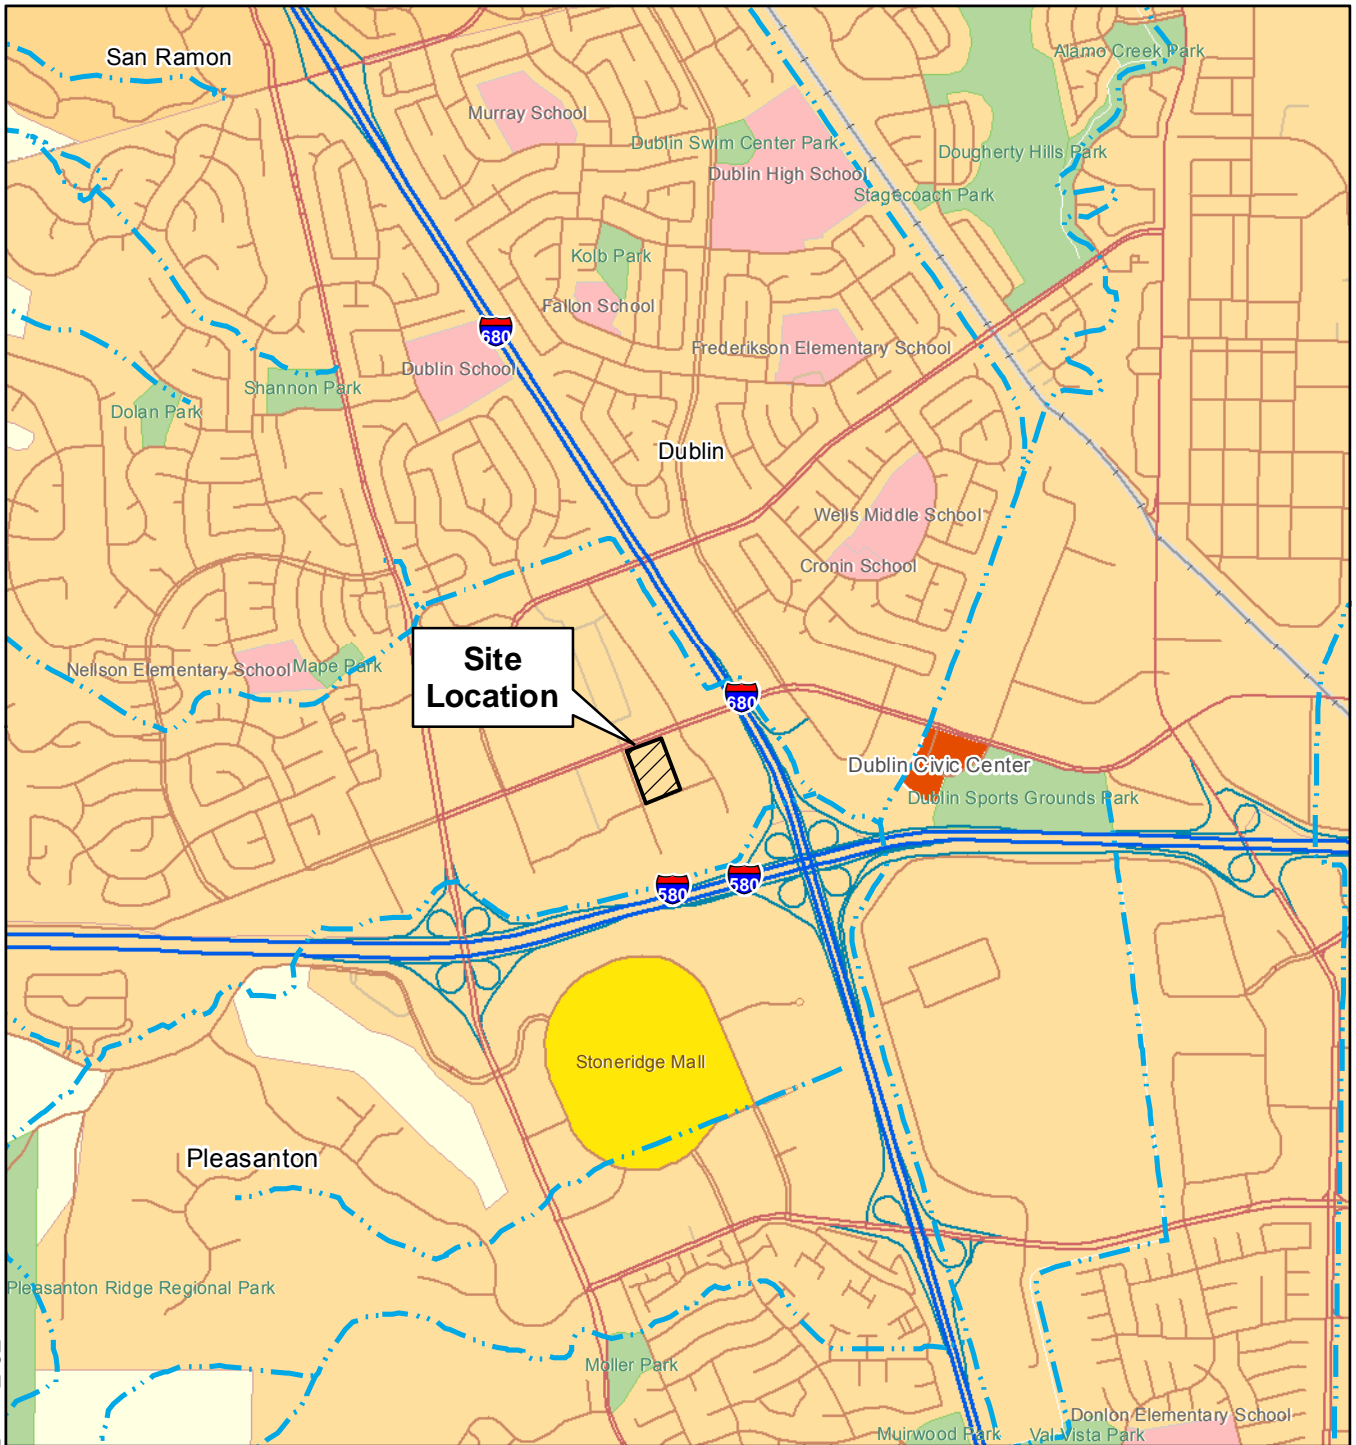 San Ramon
Alamo Creek Park
Murray School
Dublin Swim Center Park
Dougherty Hills Park
Dublin High School
Stagecoach Park
Kolb Park
Fallon School
680
Frederikson Elementary School
Dublin School
Shannon Park
Dolan Park
Dublin
Wells Middle School
Cronin School
Site
Location
Neilson Elementary School
Mape Park
680
Dublin Civic Center
Dublin Sports Grounds Park
580
580
Stoneridge Mall
Pleasanton
Pleasanton Ridge Regional Park
Moller Park
Donlon Elementary School
Muirwood Park
Val Vista Park